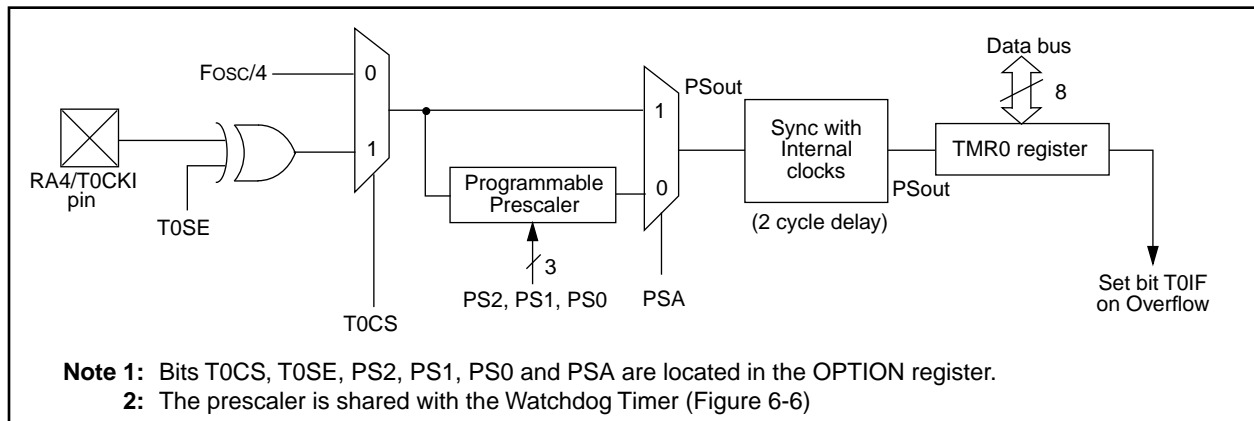 Data bus
8
FOSC/4
0
PSout
1
Sync with
Internal
clocks
TMR0 register
1
RA4/T0CKI
pin
Programmable
Prescaler
0
PSout
T0SE
(2 cycle delay)
3
PS2, PS1, PS0
PSA
Set bit T0IF
on Overflow
T0CS
Note 1: Bits T0CS, T0SE, PS2, PS1, PS0 and PSA are located in the OPTION register.
2: The prescaler is shared with the Watchdog Timer (Figure 6-6)